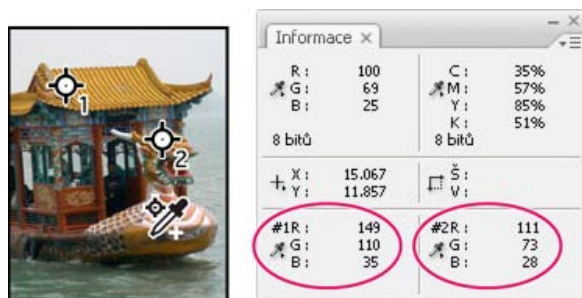 1
2
Informace ×
R: 100
G: 69
B: 25
8 bitů
C: 35%
M: 57%
Y: 85%
K: 51%
8 bitů
X: 15.067
Y: 11.857
Š:
V:
#1R: 149
G: 110
B: 35
#2R: 111
G: 73
B: 28